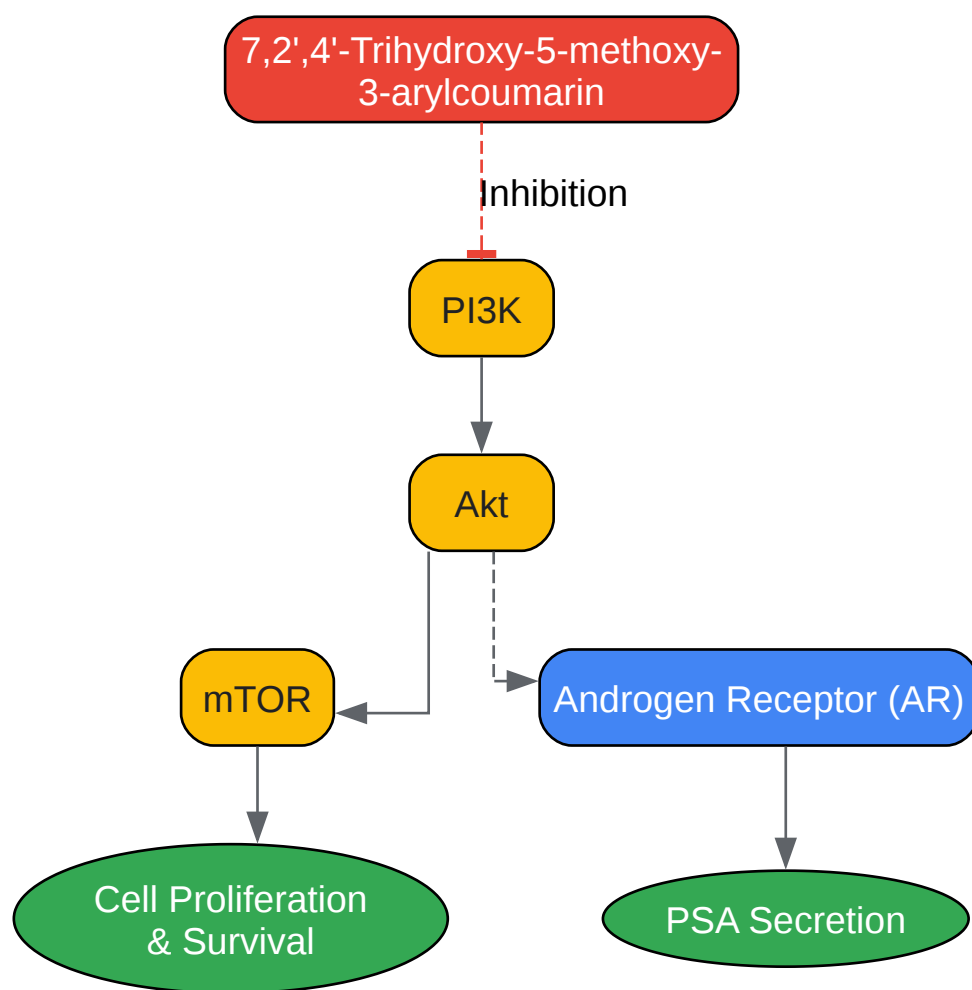 7,2',4'-Trihydroxy-5-methoxy-
3-arylcoumarin
Inhibition
PI3K
Akt
mTOR
Androgen Receptor (AR)
Cell Proliferation
& Survival
PSA Secretion